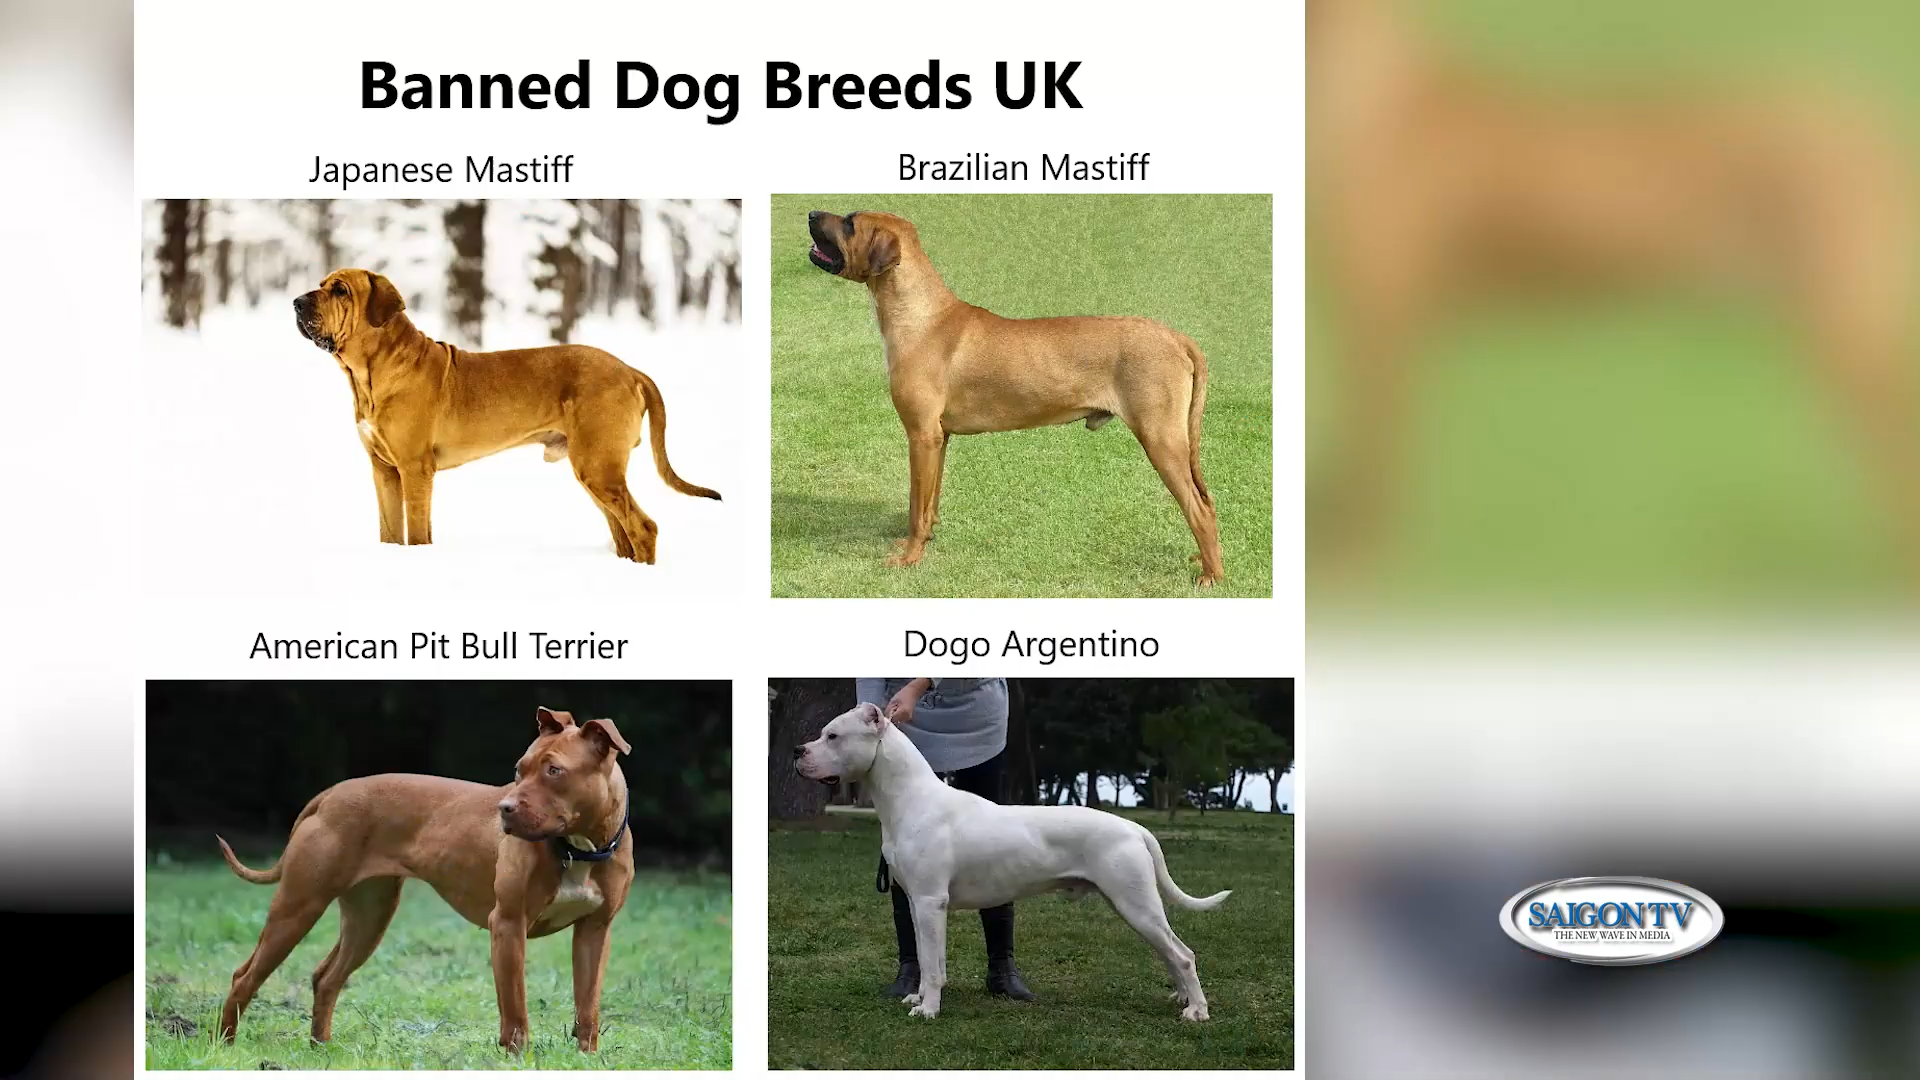 Banned Dog Breeds UK
Japanese Mastiff
Brazilian Mastiff
American Pit Bull Terrier
Dogo Argentino
SAIGON TV
THE NEW WAVE IN MEDIA